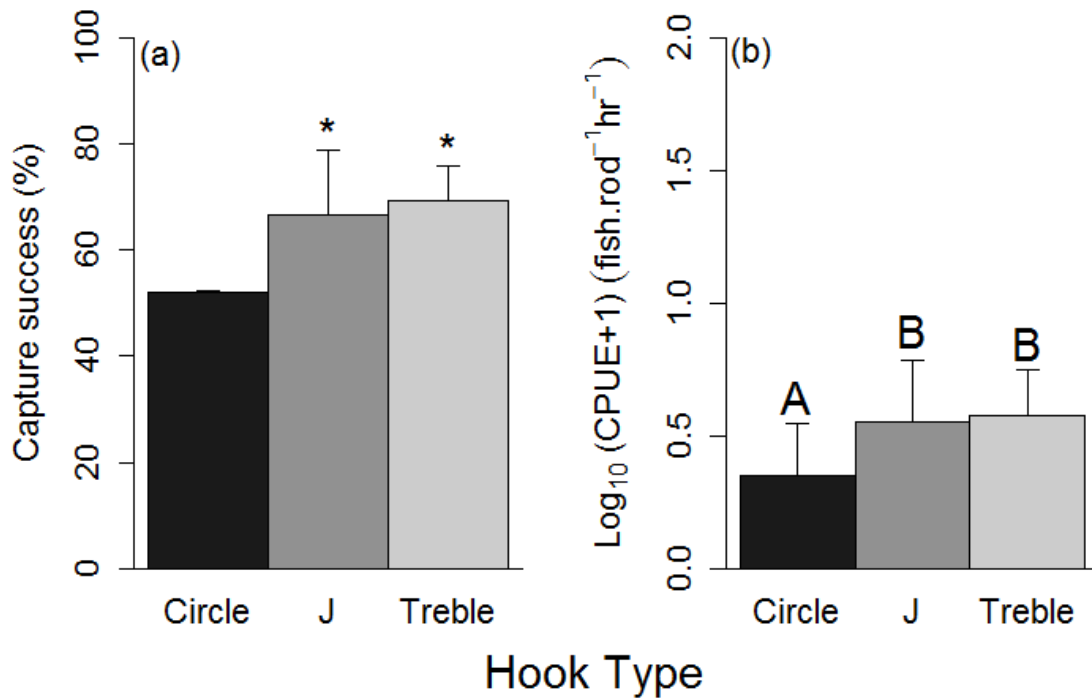 (a)
Capture success (%)
0
20
40
60
80
100
*
*
Circle J Treble
(b)
Log₁₀ (CPUE+1) (fish.rod⁻¹hr⁻¹)
0.0
0.5
1.0
1.5
2.0
A
B
B
Circle J Treble
Hook Type